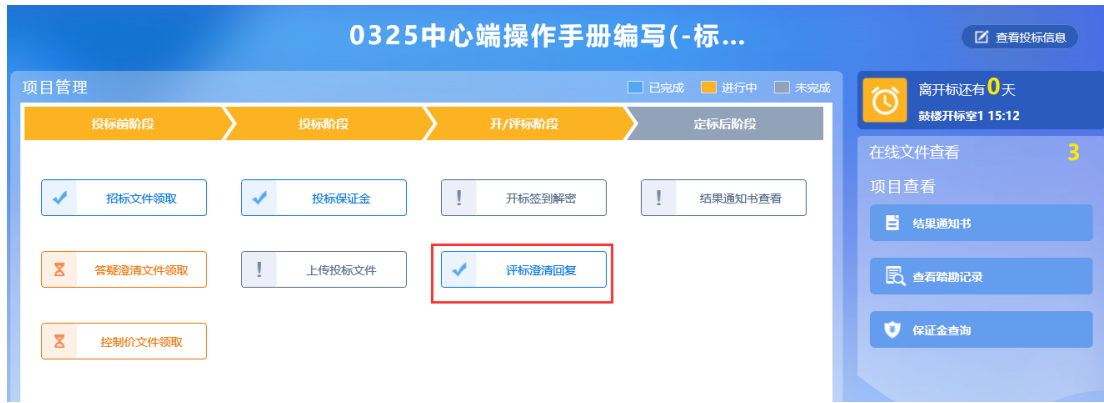 0325中心端操作手册编写(-标...
查看投标信息
项目管理
已完成 进行中 未完成
投标前阶段 投标阶段 开/评标阶段 定标后阶段
招标文件领取 投标保证金 ! 开标签到解密 ! 结果通知书查看
答疑澄清文件领取 ! 上传投标文件 评标澄清回复
控制价文件领取
离开标还有0天
鼓楼开标室1 15:12
在线文件查看 3
项目查看
结果通知书
查看踏勘记录
保证金查询